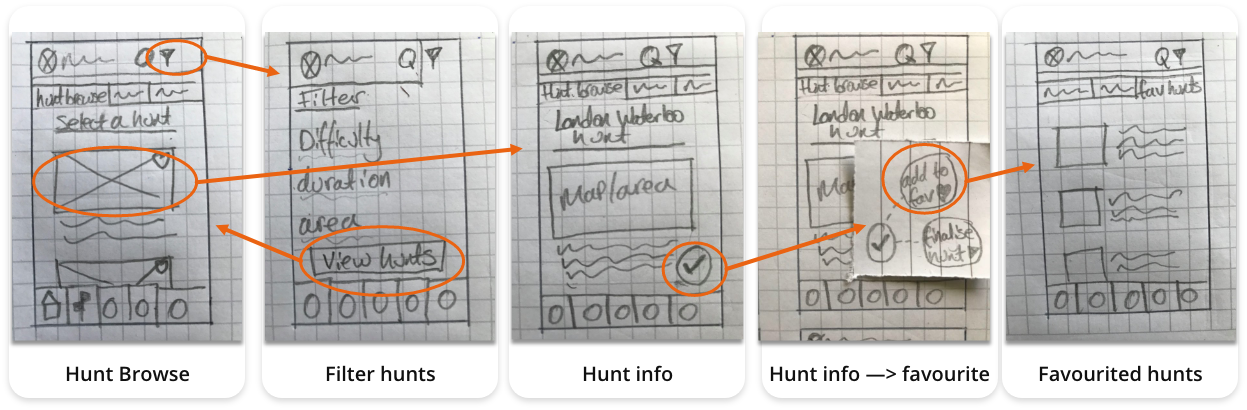 hunt browse
Select a hunt
Hunt Browse
Filter
Difficulty
duration
area
View hunts
Filter hunts
Hunt browse
London Waterloo
hunt
Map/area
Hunt info
Hunt browse
London Waterloo
hunt
Ma
add to
fav
finalise
hunt
Hunt info —> favourite
fav hunts
Favourited hunts